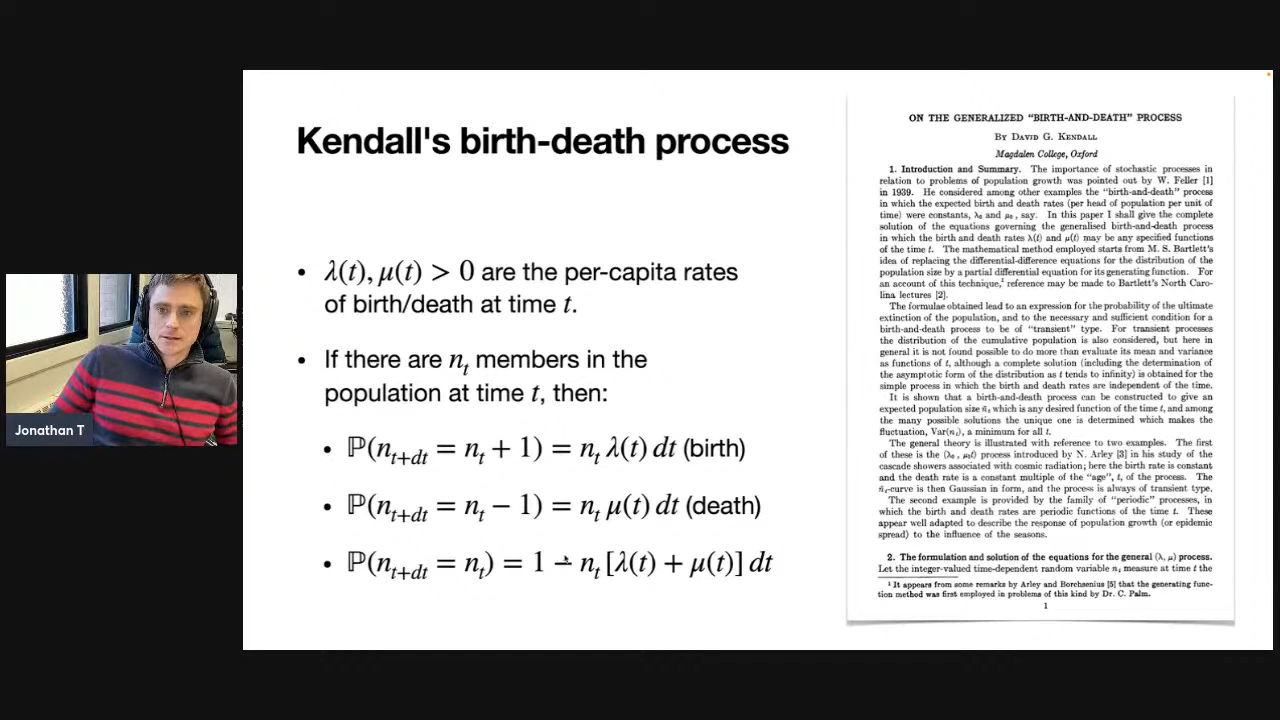 Kendall's birth-death process
• λ(t), μ(t) > 0 are the per-capita rates
of birth/death at time t.
• If there are nₜ members in the
population at time t, then:
• ℙ(nₜ₊dt = nₜ + 1) = nₜ λ(t) dt (birth)
• ℙ(nₜ₊dt = nₜ − 1) = nₜ μ(t) dt (death)
• ℙ(nₜ₊dt = nₜ) = 1 − nₜ [λ(t) + μ(t)] dt
Jonathan T
ON THE GENERALIZED "BIRTH-AND-DEATH" PROCESS
By David G. Kendall
Magdalen College, Oxford
1. Introduction and Summary. The importance of stochastic processes in
relation to problems of population growth was pointed out by W. Feller [1]
in 1939. He considered among other examples the "birth-and-death" process
in which the expected birth and death rates (per head of population per unit of
time) were constants, λ₀ and μ₀, say. In this paper I shall give the complete
solution of the equations governing the generalised birth-and-death process
in which the birth and death rates λ(t) and μ(t) may be any specified functions
of the time t. The mathematical method employed starts from M. S. Bartlett's
idea of replacing the differential-difference equations for the distribution of the
population size by a partial differential equation for its generating function. For
an account of this technique,¹ reference may be made to Bartlett's North Caro-
lina lectures [2].
The formulae obtained lead to an expression for the probability of the ultimate
extinction of the population, and to the necessary and sufficient condition for a
birth-and-death process to be of "transient" type. For transient processes
the distribution of the cumulative population is also considered, but here in
general it is not found possible to do more than evaluate its mean and variance
as functions of t, although a complete solution (including the determination of
the asymptotic form of the distribution as t tends to infinity) is obtained for the
simple process in which the birth and death rates are independent of the time.
It is shown that a birth-and-death process can be constructed to give an
expected population size n̄ₜ which is any desired function of the time t, and among
the many possible solutions the unique one is determined which makes the
fluctuation, Var(nₜ), a minimum for all t.
The general theory is illustrated with reference to two examples. The first
of these is the (λ₀, μ₀t) process introduced by N. Arley [3] in his study of the
cascade showers associated with cosmic radiation; here the birth rate is constant
and the death rate is a constant multiple of the "age", t, of the process. The
n̄ₜ-curve is then Gaussian in form, and the process is always of transient type.
The second example is provided by the family of "periodic" processes, in
which the birth and death rates are periodic functions of the time t. These
appear well adapted to describe the response of population growth (or epidemic
spread) to the influence of the seasons.
2. The formulation and solution of the equations for the general (λ, μ) process.
Let the integer-valued time-dependent random variable nₜ measure at time t the
¹ It appears from some remarks by Arley and Borchsenius [5] that the generating func-
tion method was first employed in problems of this kind by Dr. C. Palm.
1